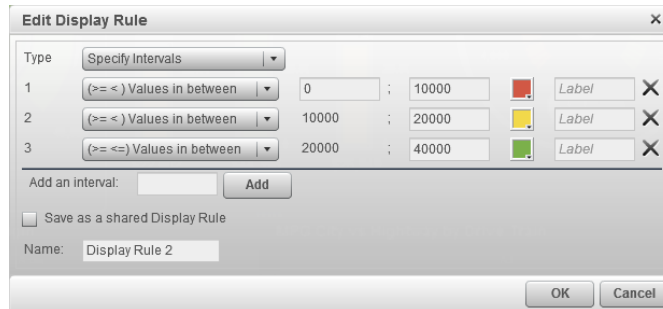 Edit Display Rule ×
Type Specify Intervals
1 (>= < ) Values in between 0 ; 10000 Label
2 (>= < ) Values in between 10000 ; 20000 Label
3 (>= <=) Values in between 20000 ; 40000 Label
Add an interval: Add
Save as a shared Display Rule
Name: Display Rule 2
OK Cancel